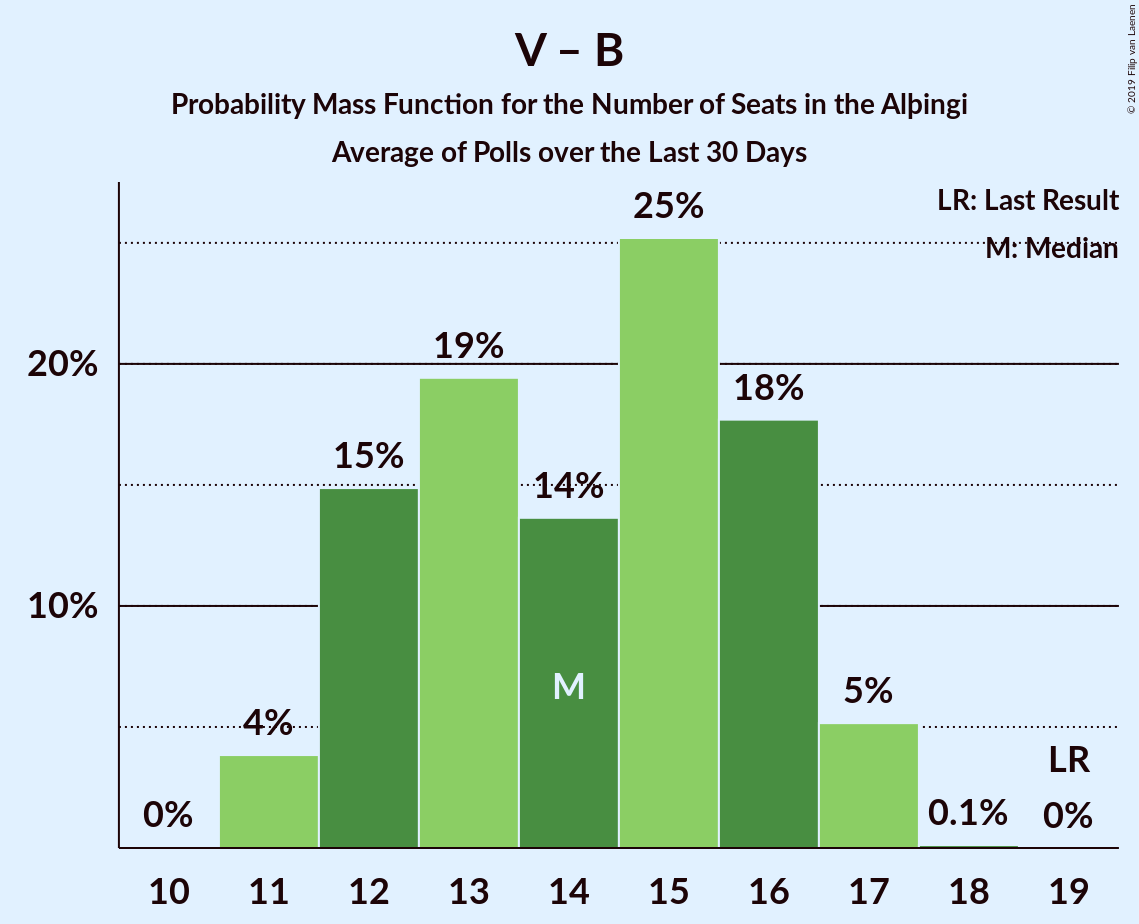 V – B
Probability Mass Function for the Number of Seats in the Alþingi
Average of Polls over the Last 30 Days
© 2019 Filip van Laenen
LR: Last Result
M: Median
20%
10%
0%
4%
15%
19%
14%
25%
18%
5%
0.1%
0%
M
LR
10 11 12 13 14 15 16 17 18 19